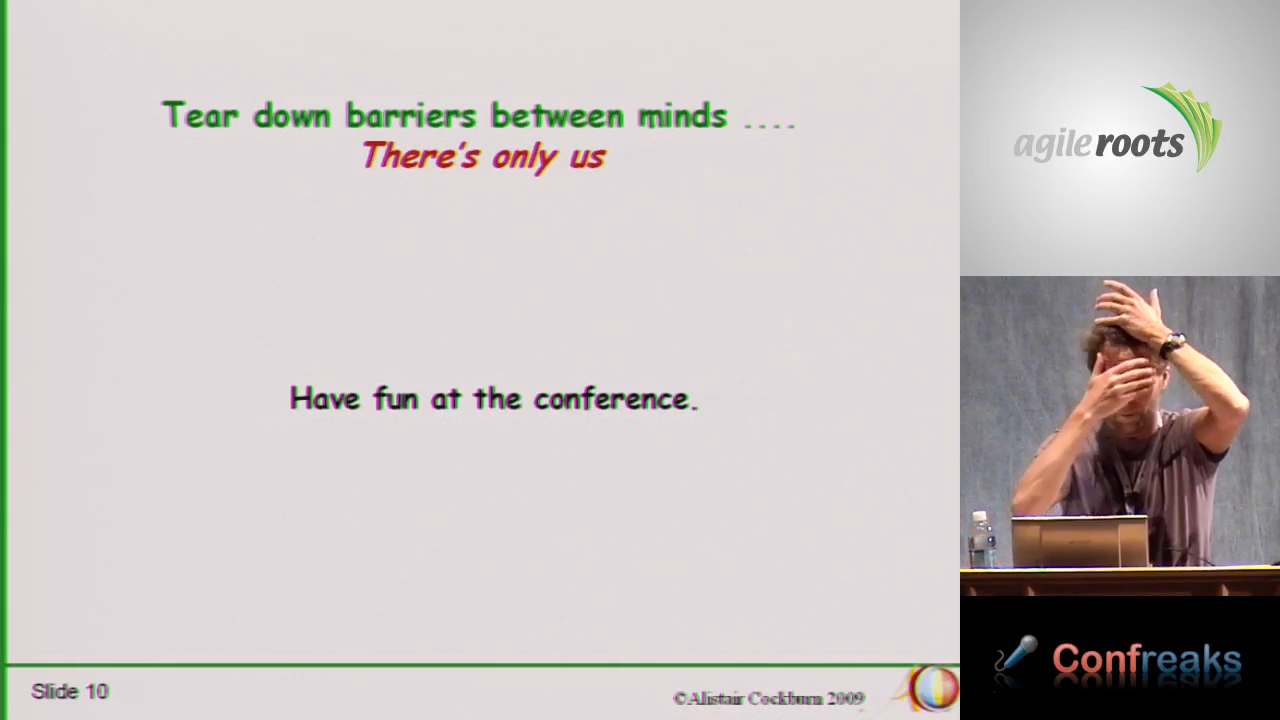 Tear down barriers between minds ....
There's only us
Have fun at the conference.
Slide 10
©Alistair Cockburn 2009
agile roots
Confreaks